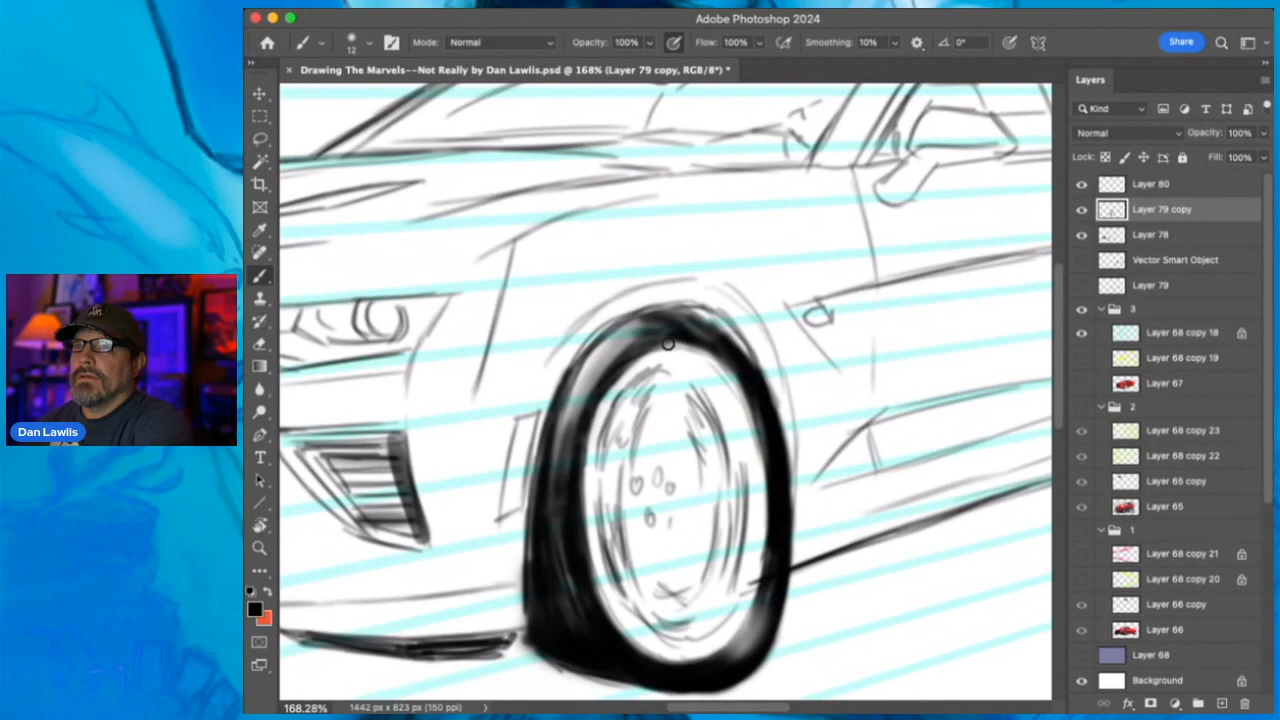 Adobe Photoshop 2024
12 Mode: Normal Opacity: 100% Flow: 100% Smoothing: 10% 0° Share
× Drawing The Marvels--Not Really by Dan Lawlis.psd @ 168% (Layer 79 copy, RGB/8*) *
Layers
Kind
Normal Opacity: 100%
Lock: Fill: 100%
Layer 80
Layer 79 copy
Layer 78
Vector Smart Object
Layer 79
3
Layer 68 copy 18
Layer 68 copy 19
Layer 67
2
Layer 68 copy 23
Layer 68 copy 22
Layer 65 copy
Layer 65
1
Layer 68 copy 21
Layer 68 copy 20
Layer 66 copy
Layer 66
Layer 68
Background
Dan Lawlis
168.28% 1442 px x 823 px (150 ppi)